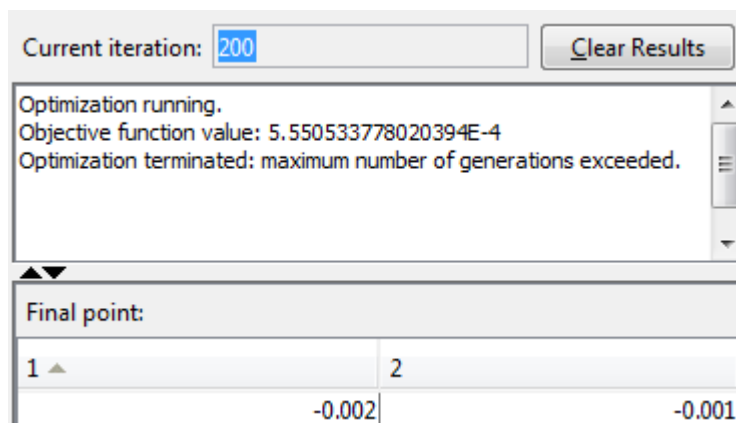 Current iteration: 200 Clear Results
Optimization running.
Objective function value: 5.550533778020394E-4
Optimization terminated: maximum number of generations exceeded.
Final point:
1 2
-0.002 -0.001